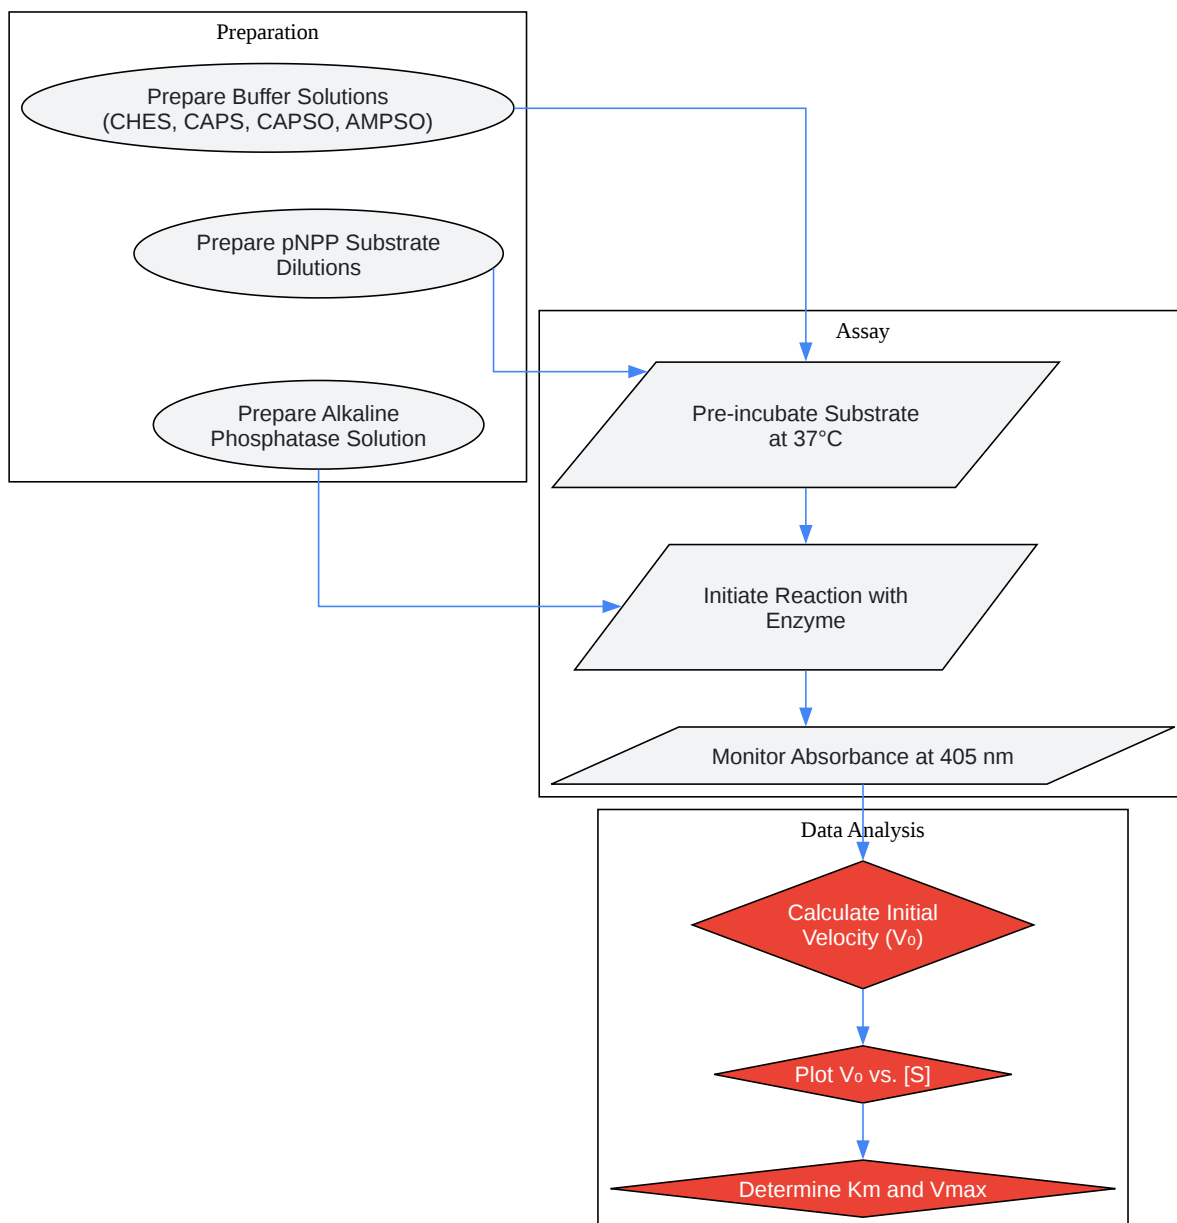 Preparation
Prepare Buffer Solutions
(CHES, CAPS, CAPSO, AMPSO)
Prepare pNPP Substrate
Dilutions
Prepare Alkaline
Phosphatase Solution
Assay
Pre-incubate Substrate
at 37°C
Initiate Reaction with
Enzyme
Monitor Absorbance at 405 nm
Data Analysis
Calculate Initial
Velocity (V₀)
Plot V₀ vs. [S]
Determine Km and Vmax